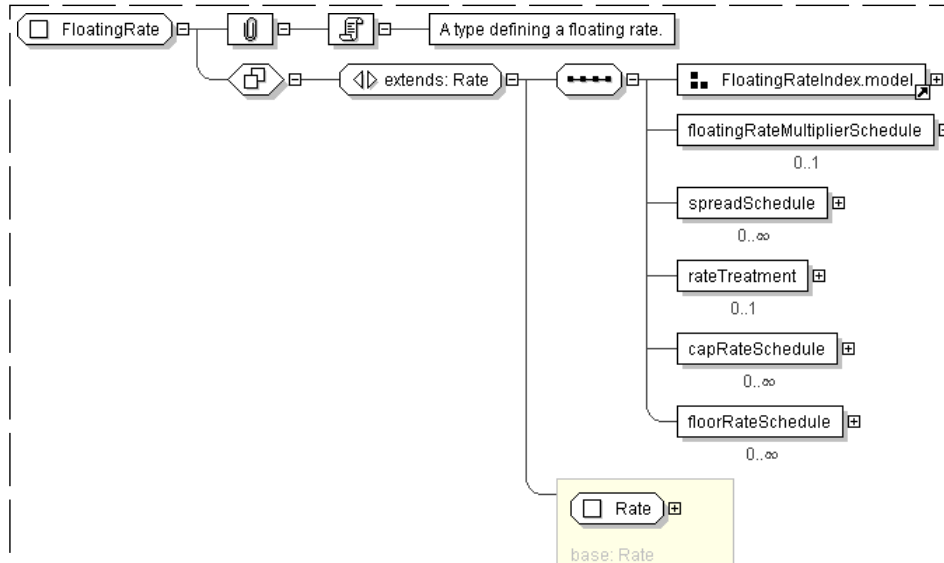 FloatingRate
A type defining a floating rate.
extends: Rate
FloatingRateIndex.model
floatingRateMultiplierSchedule
0..1
spreadSchedule
0..∞
rateTreatment
0..1
capRateSchedule
0..∞
floorRateSchedule
0..∞
Rate
base: Rate